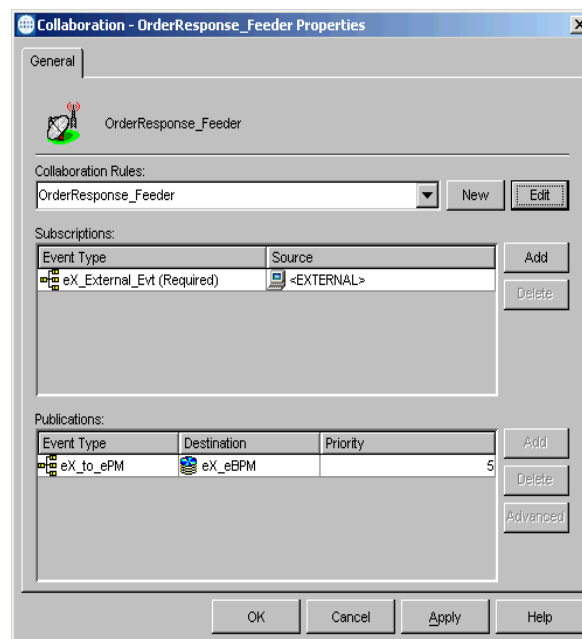 Collaboration - OrderResponse_Feeder Properties
General
OrderResponse_Feeder
Collaboration Rules:
OrderResponse_Feeder New Edit
Subscriptions:
Event Type Source Add
eX_External_Evt (Required) <EXTERNAL>
Delete
Publications:
Event Type Destination Priority Add
eX_to_ePM eX_eBPM 5
Delete
Advanced
OK Cancel Apply Help